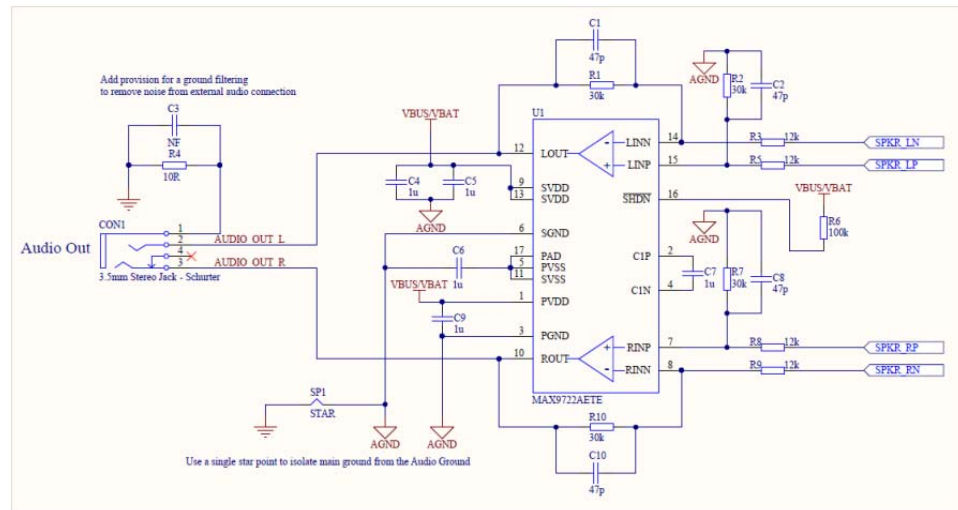 C1
47p
R1
30k
AGND
R2
30k
C2
47p
Add provision for a ground filtering
to remove noise from external audio connection
C3
NF
R4
10R
VBUS/VBAT
U1
12 LOUT
LINN 14
R3 12k SPKR_LN
LINP 15
R5 12k SPKR_LP
C4
1u
C5
1u
9 SVDD
13 SVDD
SHDN 16
VBUS/VBAT
R6
100k
AGND
CON1
Audio Out
1
2 AUDIO OUT L
4
3 AUDIO OUT R
3.5mm Stereo Jack - Schurter
6 SGND
AGND
C6
1u
17 PAD
5 PVSS
11 SVSS
C1P 2
C7
1u
C1N 4
R7
30k
C8
47p
VBUS/VBAT
1 PVDD
C9
1u
3 PGND
10 ROUT
RINP 7
R8 12k SPKR_RP
RINN 8
R9 12k SPKR_RN
MAX9722AETE
SP1
STAR
AGND
AGND
R10
30k
C10
47p
Use a single star point to isolate main ground from the Audio Ground